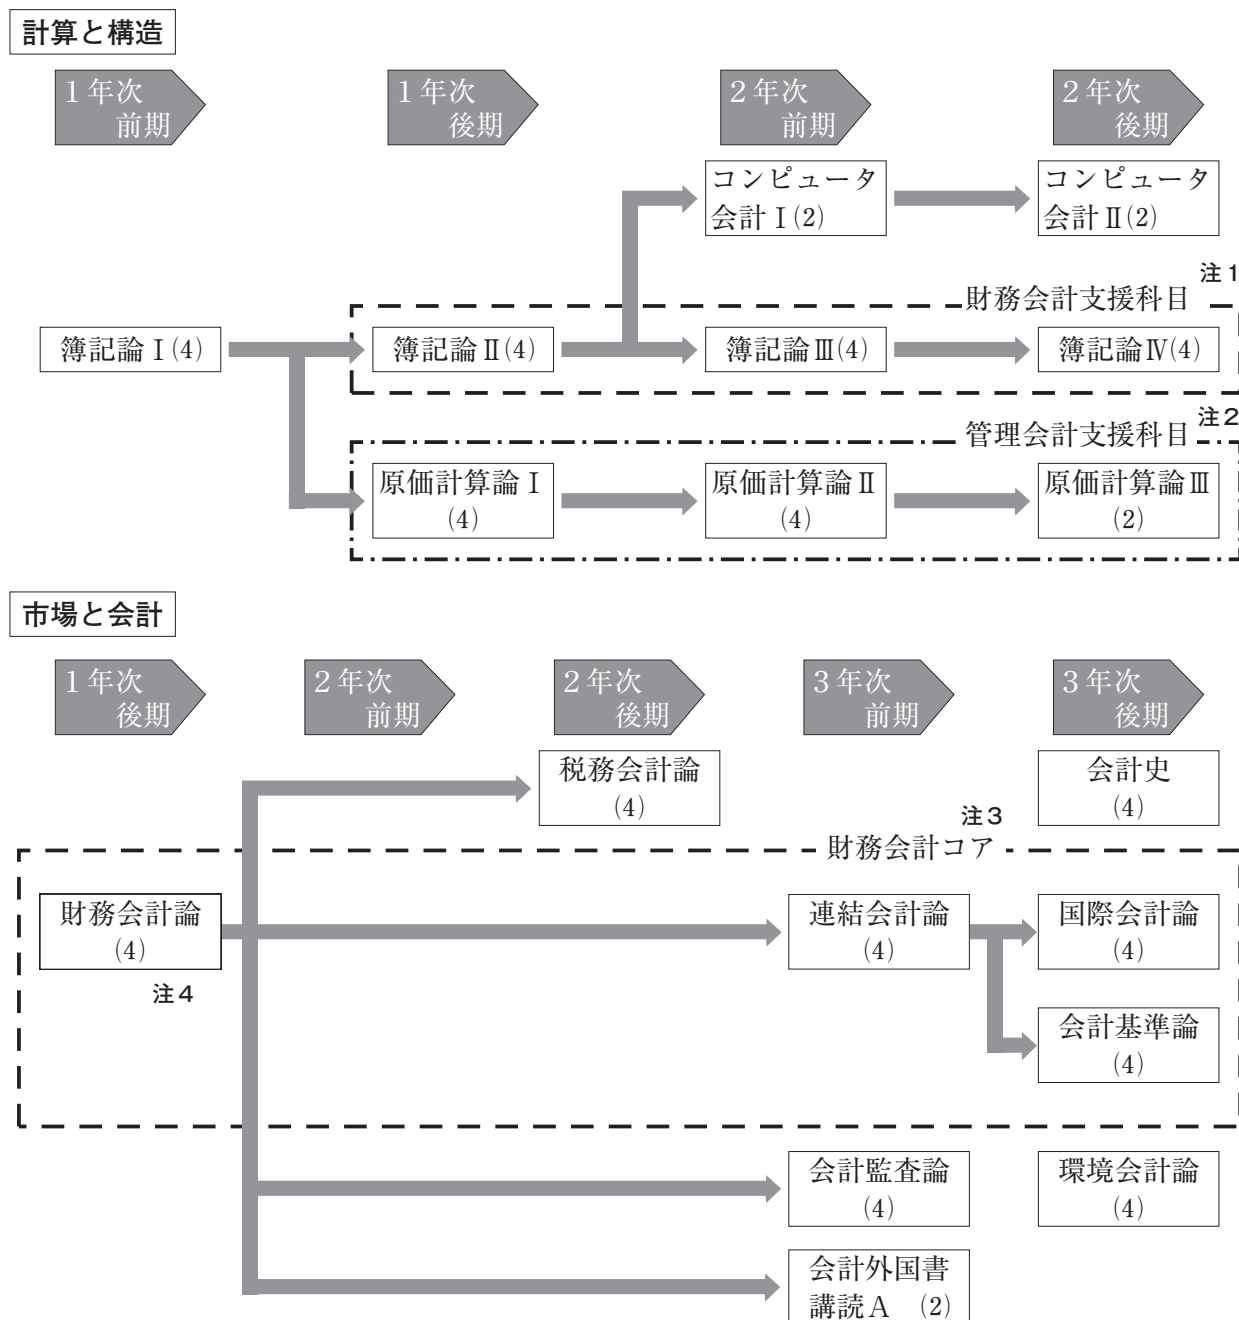 計算と構造
1年次
前期
1年次
後期
2年次
前期
2年次
後期
コンピュータ
会計Ⅰ(2)
コンピュータ
会計Ⅱ(2)
注1
財務会計支援科目
簿記論Ⅰ(4)
簿記論Ⅱ(4)
簿記論Ⅲ(4)
簿記論Ⅳ(4)
注2
管理会計支援科目
原価計算論Ⅰ
(4)
原価計算論Ⅱ
(4)
原価計算論Ⅲ
(2)
市場と会計
1年次
後期
2年次
前期
2年次
後期
3年次
前期
3年次
後期
税務会計論
(4)
会計史
(4)
注3
財務会計コア
財務会計論
(4)
注4
連結会計論
(4)
国際会計論
(4)
会計基準論
(4)
会計監査論
(4)
環境会計論
(4)
会計外国書
講読A (2)